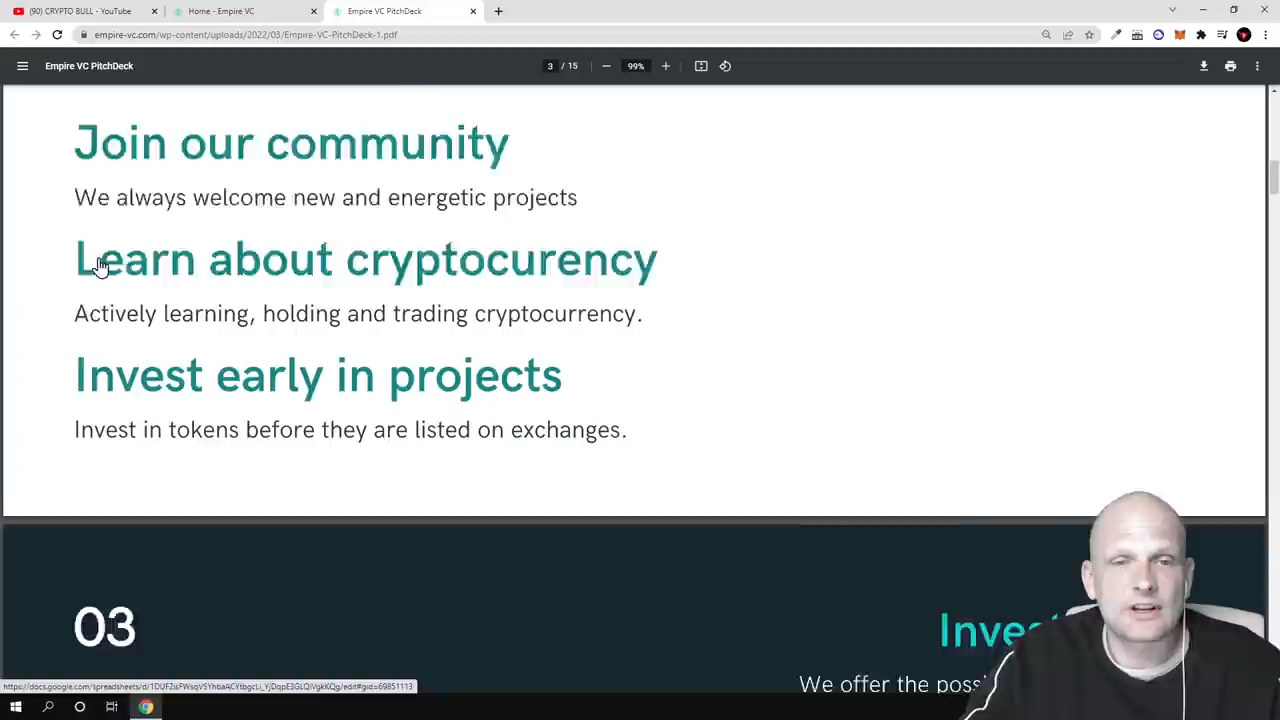 (90) CRYPTO BULL - YouTube
Home - Empire VC
Empire VC PitchDeck
empire-vc.com/wp-content/uploads/2022/03/Empire-VC-PitchDeck-1.pdf
Empire VC PitchDeck
3 / 15
99%
Join our community
We always welcome new and energetic projects
Learn about cryptocurency
Actively learning, holding and trading cryptocurrency.
Invest early in projects
Invest in tokens before they are listed on exchanges.
03
We offer the